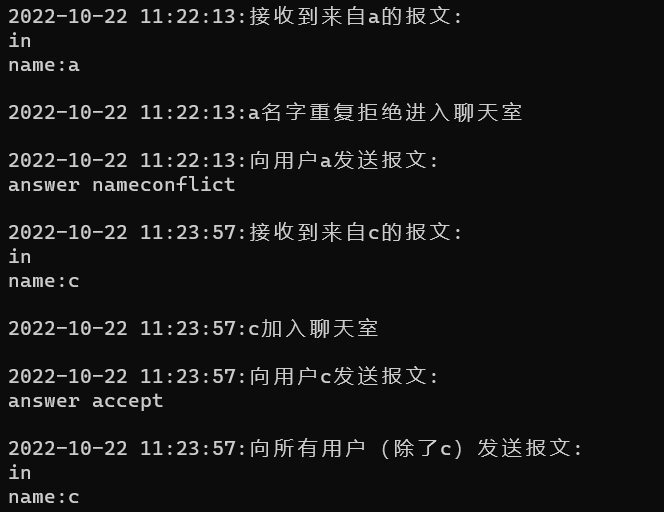 2022-10-22 11:22:13:接收到来自a的报文:
in
name:a
2022-10-22 11:22:13:a名字重复拒绝进入聊天室
2022-10-22 11:22:13:向用户a发送报文:
answer nameconflict
2022-10-22 11:23:57:接收到来自c的报文:
in
name:c
2022-10-22 11:23:57:c加入聊天室
2022-10-22 11:23:57:向用户c发送报文:
answer accept
2022-10-22 11:23:57:向所有用户（除了c）发送报文:
in
name:c